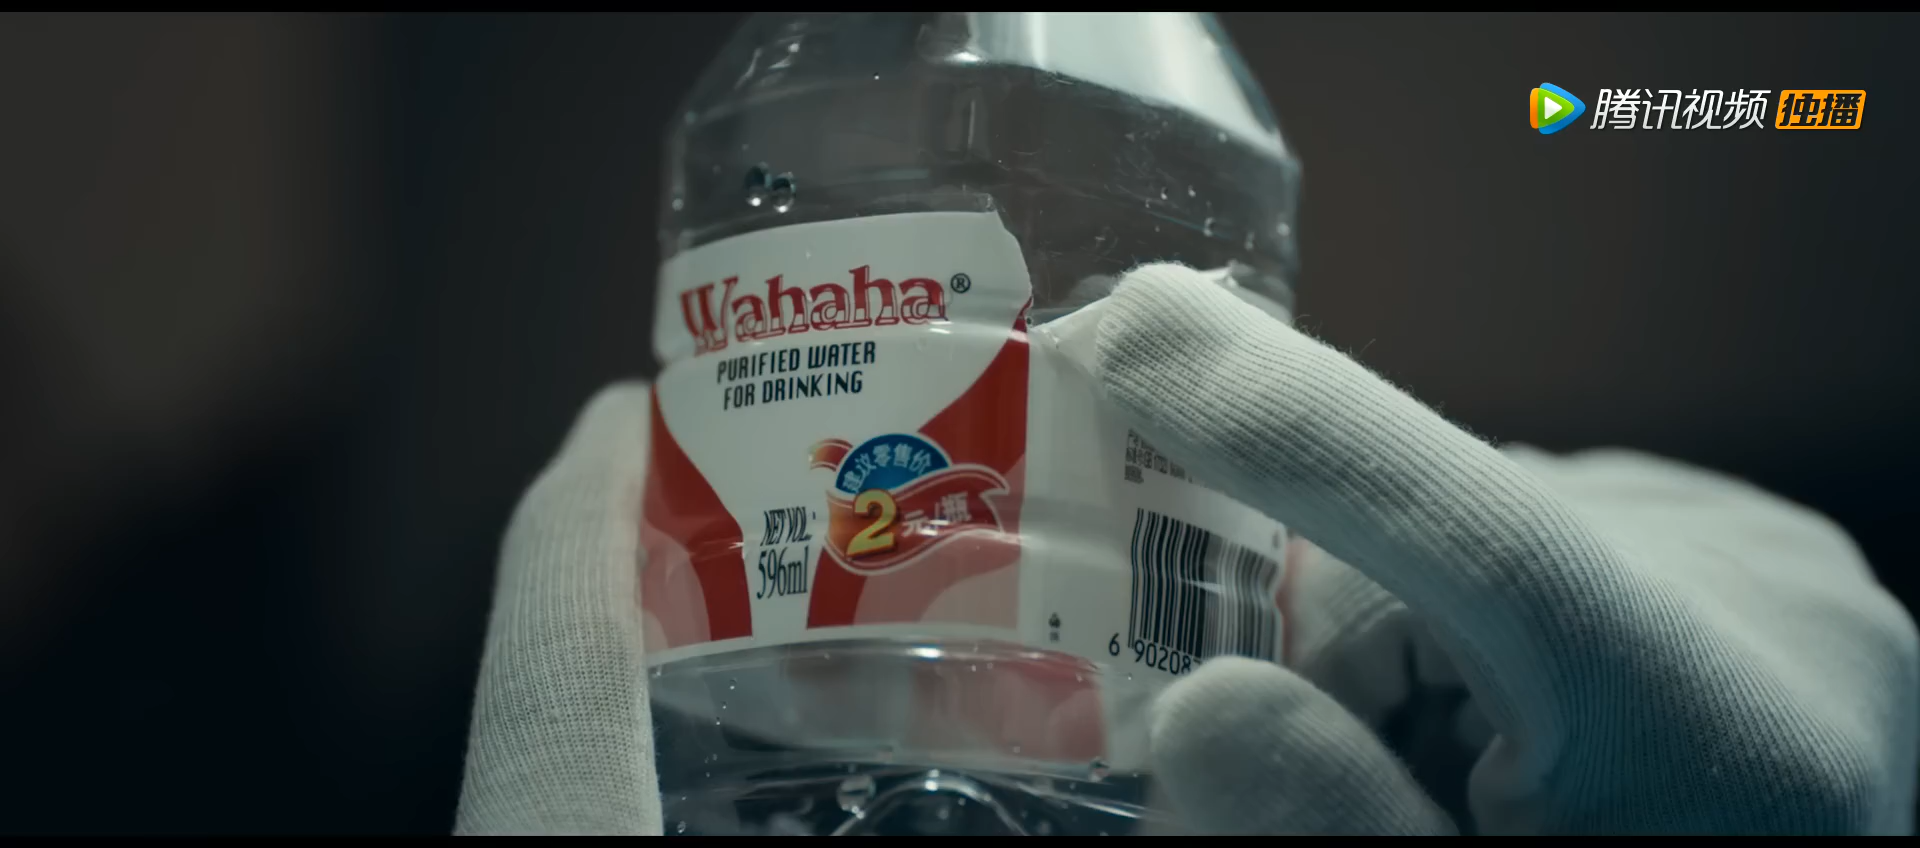 腾讯视频 独播
Wahaha®
PURIFIED WATER
FOR DRINKING
建议零售价
2元/瓶
NET VOL.:
596ml
6 902083